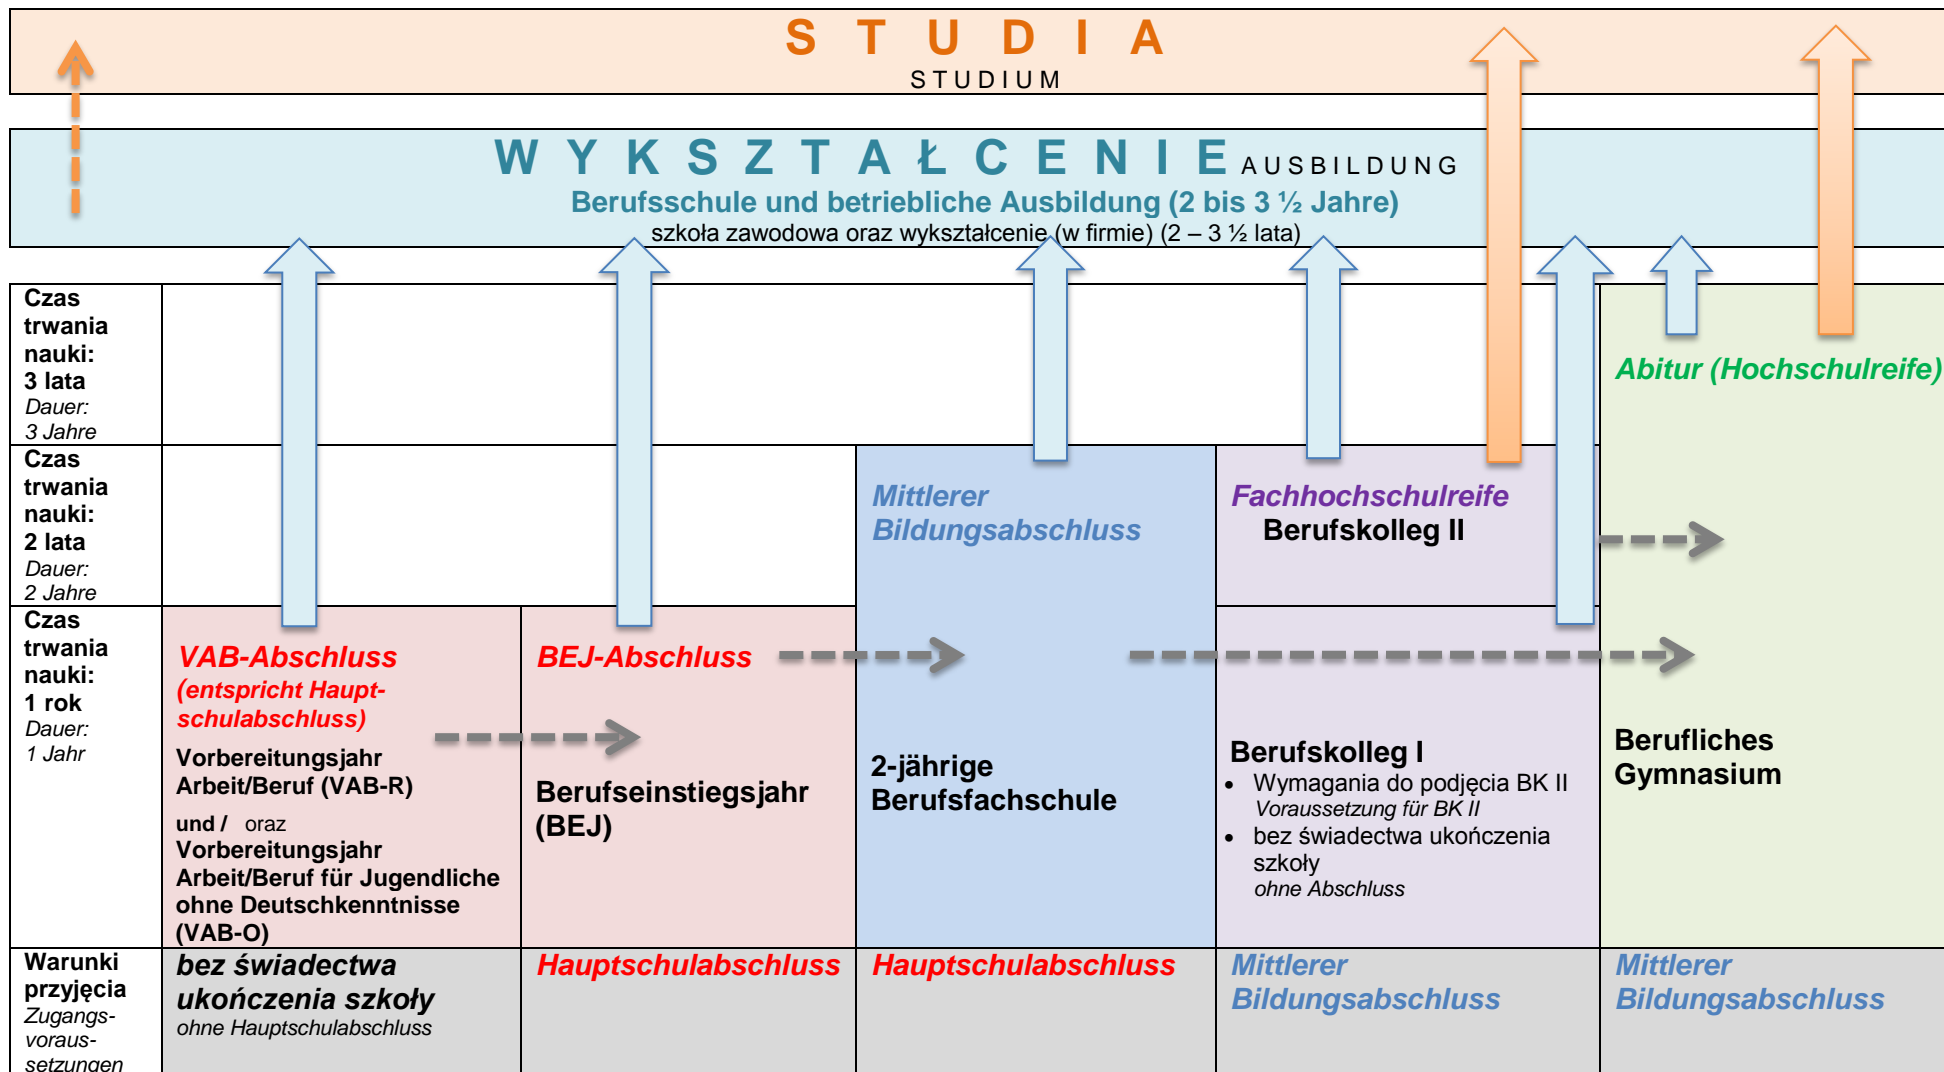 S T U D I A
STUDIUM
W Y K S Z T A Ł C E N I E AUSBILDUNG
Berufsschule und betriebliche Ausbildung (2 bis 3 ½ Jahre)
szkoła zawodowa oraz wykształcenie (w firmie) (2 – 3 ½ lata)
Czas
trwania
nauki:
3 lata
Dauer:
3 Jahre
Abitur (Hochschulreife)
Czas
trwania
nauki:
2 lata
Dauer:
2 Jahre
Mittlerer
Bildungsabschluss
Fachhochschulreife
Berufskolleg II
Czas
trwania
nauki:
1 rok
Dauer:
1 Jahr
VAB-Abschluss
(entspricht Haupt-
schulabschluss)
Vorbereitungsjahr
Arbeit/Beruf (VAB-R)
und / oraz
Vorbereitungsjahr
Arbeit/Beruf für Jugendliche
ohne Deutschkenntnisse
(VAB-O)
BEJ-Abschluss
Berufseinstiegsjahr
(BEJ)
2-jährige
Berufsfachschule
Berufskolleg I
• Wymagania do podjęcia BK II
Voraussetzung für BK II
• bez świadectwa ukończenia
szkoły
ohne Abschluss
Berufliches
Gymnasium
Warunki
przyjęcia
Zugangs-
voraus-
setzungen
bez świadectwa
ukończenia szkoły
ohne Hauptschulabschluss
Hauptschulabschluss
Hauptschulabschluss
Mittlerer
Bildungsabschluss
Mittlerer
Bildungsabschluss